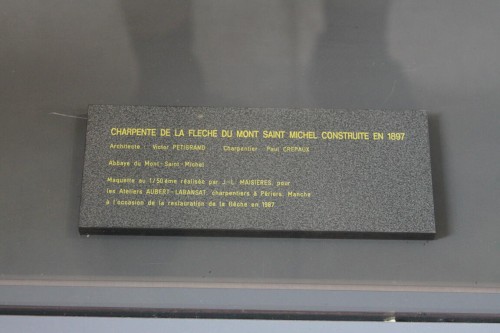 CHARPENTE DE LA FLECHE DU MONT SAINT MICHEL CONSTRUITE EN 1897
Architecte : Victor PETIGRAND Charpentier Paul CREPAUX
Abbaye du Mont-Saint-Michel
Maquette au 1/50ème réalisée par J.-L. MAISIERES, pour
les Ateliers AUBERT-LABANSAT, charpentiers à Périers, Manche
à l'occasion de la restauration de la flèche en 1987